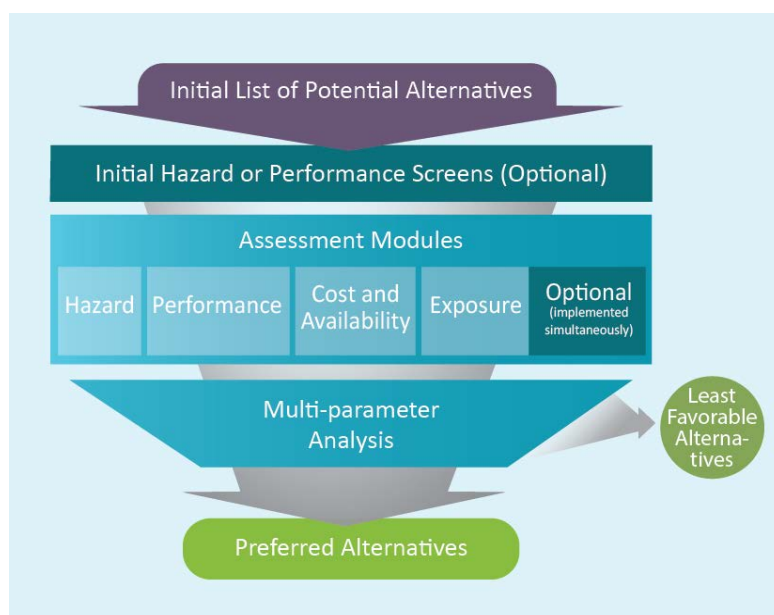 Initial List of Potential Alternatives
Initial Hazard or Performance Screens (Optional)
Assessment Modules
Hazard
Performance
Cost and
Availability
Exposure
Optional
(implemented
simultaneously)
Multi-parameter
Analysis
Least
Favorable
Alterna-
tives
Preferred Alternatives